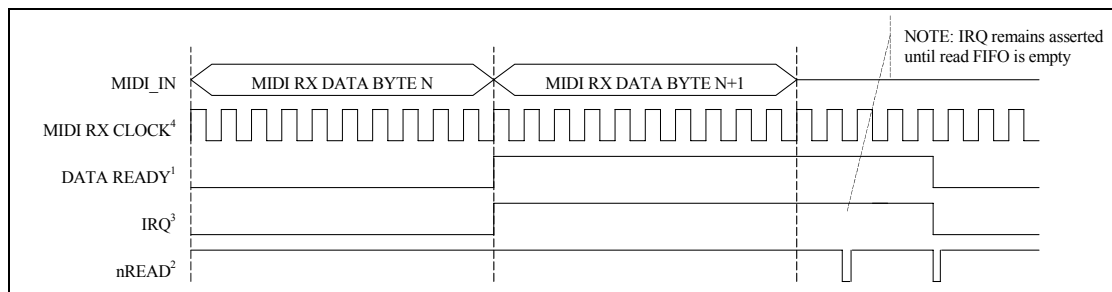 NOTE: IRQ remains asserted
until read FIFO is empty
MIDI_IN
MIDI RX DATA BYTE N
MIDI RX DATA BYTE N+1
MIDI RX CLOCK⁴
DATA READY¹
IRQ³
nREAD²